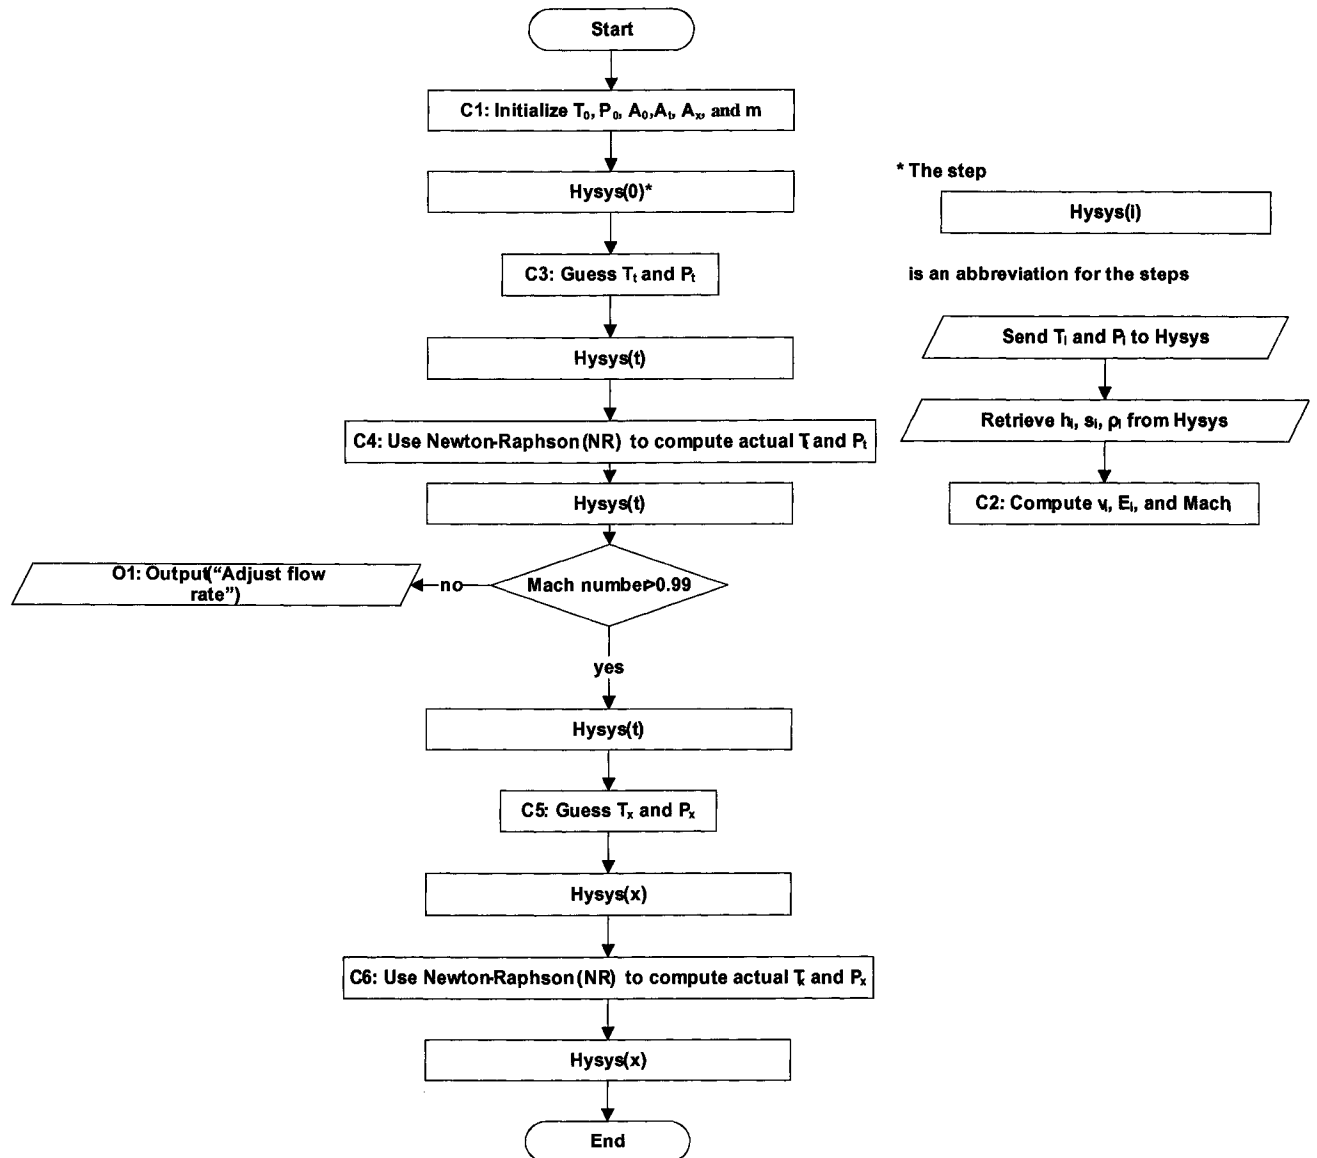 Start
C1: Initialize T₀, P₀, A₀,Aₜ, Aₓ, and m
Hysys(0)*
C3: Guess Tₜ and Pₜ
Hysys(t)
C4: Use Newton-Raphson (NR) to compute actual Tₜ and Pₜ
Hysys(t)
Mach number>0.99
no
O1: Output(“Adjust flow
rate”)
yes
Hysys(t)
C5: Guess Tₓ and Pₓ
Hysys(x)
C6: Use Newton-Raphson (NR) to compute actual Tₓ and Pₓ
Hysys(x)
End
* The step
Hysys(i)
is an abbreviation for the steps
Send Tᵢ and Pᵢ to Hysys
Retrieve hᵢ, sᵢ, ρᵢ from Hysys
C2: Compute vᵢ, Eᵢ, and Machᵢ